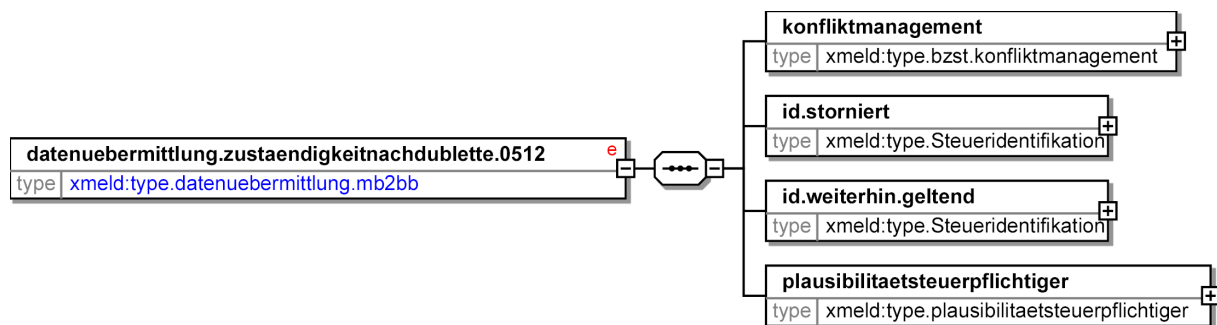 konfliktmanagement
type xmeld:type.bzst.konfliktmanagement
id.storniert
type xmeld:type.Steueridentifikation
datenuebermittlung.zustaendigkeitnachdublette.0512 e
type xmeld:type.datenuebermittlung.mb2bb
id.weiterhin.geltend
type xmeld:type.Steueridentifikation
plausibilitaetsteuerpflichtiger
type xmeld:type.plausibilitaetsteuerpflichtiger